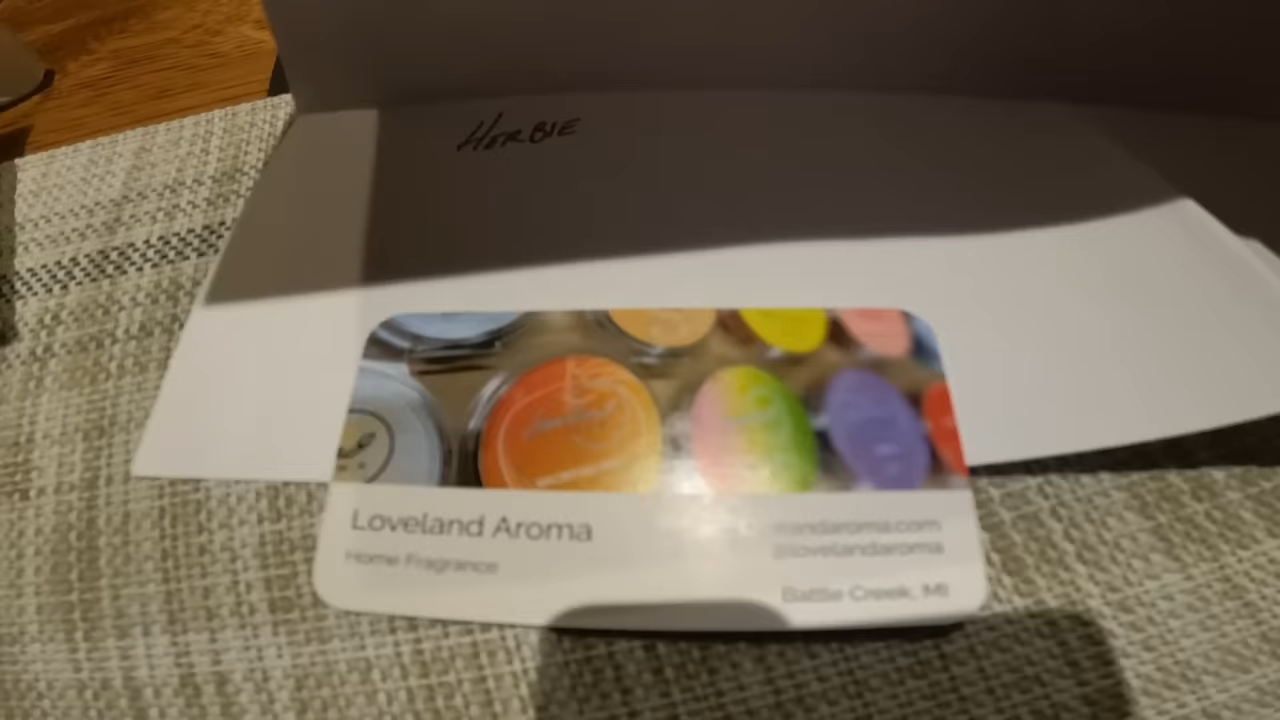 HERBIE
Loveland Aroma
Home Fragrance
@lovelandaroma
Battle Creek, MI